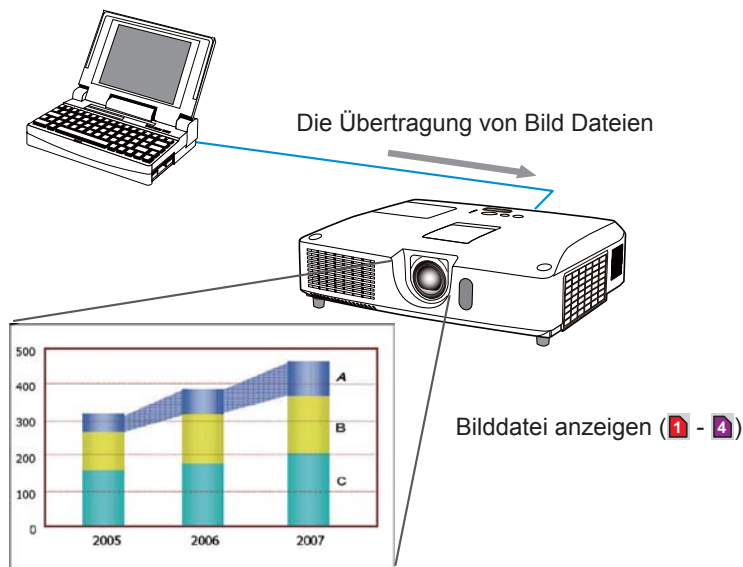 Die Übertragung von Bild Dateien
500
400
300
200
100
0
A
B
C
2005 2006 2007
Bilddatei anzeigen (1 - 4)